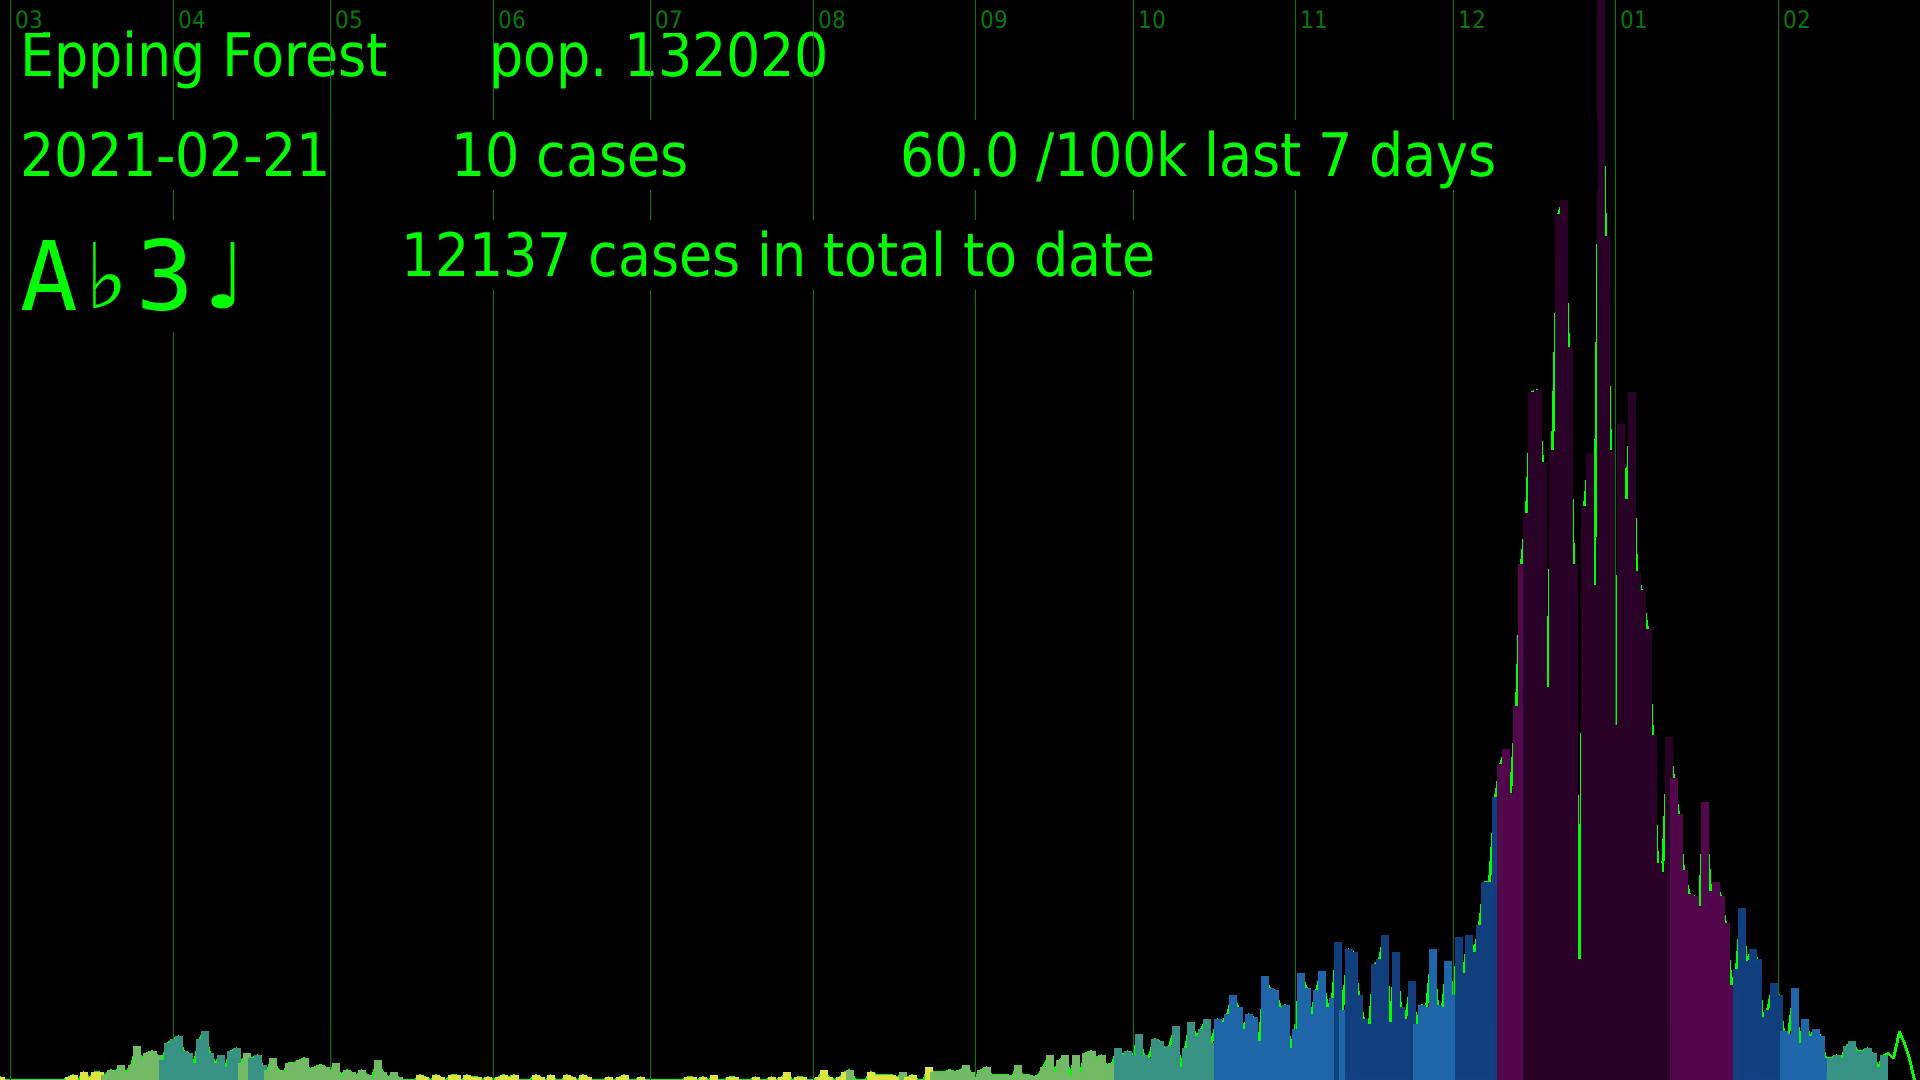 03 04 05 06 07 08 09 10 11 12 01 02
Epping Forest pop. 132020
2021-02-21 10 cases 60.0 /100k last 7 days
A♭3♩ 12137 cases in total to date